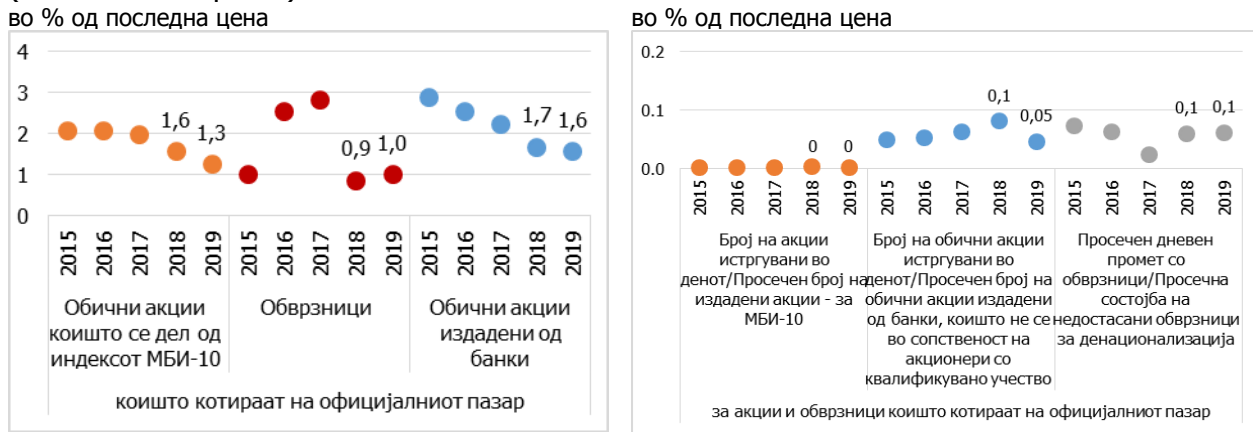 во % од последна цена
4
3
2
1
0
1,6
1,3
0,9
1,0
1,7
1,6
2015
2016
2017
2018
2019
2015
2016
2017
2018
2019
2015
2016
2017
2018
2019
Обични акции
коишто се дел од
индексот МБИ-10
Обврзници
Обични акции
издадени од
банки
коишто котираат на официјалниот пазар
во % од последна цена
0.2
0.1
0.0
0
0
0,1
0,05
0,1
0,1
2015
2016
2017
2018
2019
2015
2016
2017
2018
2019
2015
2016
2017
2018
2019
Број на акции
истргувани во
денот/Просечен број на
издадени акции - за
МБИ-10
Број на обични акции
истргувани во
денот/Просечен број на
обични акции издадени
од банки, коишто не се
во сопственост на
акционери со
квалификувано учество
Просечен дневен
промет со
обврзници/Просечна
состојба на
недостасани обврзници
за денационализација
за акции и обврзници коишто котираат на официјалниот пазар